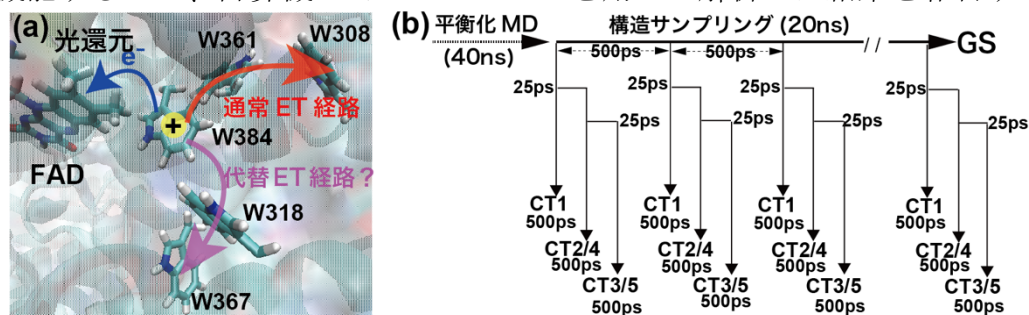 (a)
光還元
e-
W361
W308
通常 ET 経路
W384
FAD
代替ET経路？
W318
W367
(b)
平衡化 MD
(40ns)
構造サンプリング (20ns)
500ps
500ps
//
GS
25ps
25ps
25ps
25ps
25ps
25ps
25ps
25ps
CT1
500ps
CT2/4
500ps
CT3/5
500ps
CT1
500ps
CT2/4
500ps
CT3/5
500ps
CT1
500ps
CT2/4
500ps
CT3/5
500ps
CT1
500ps
CT2/4
500ps
CT3/5
500ps